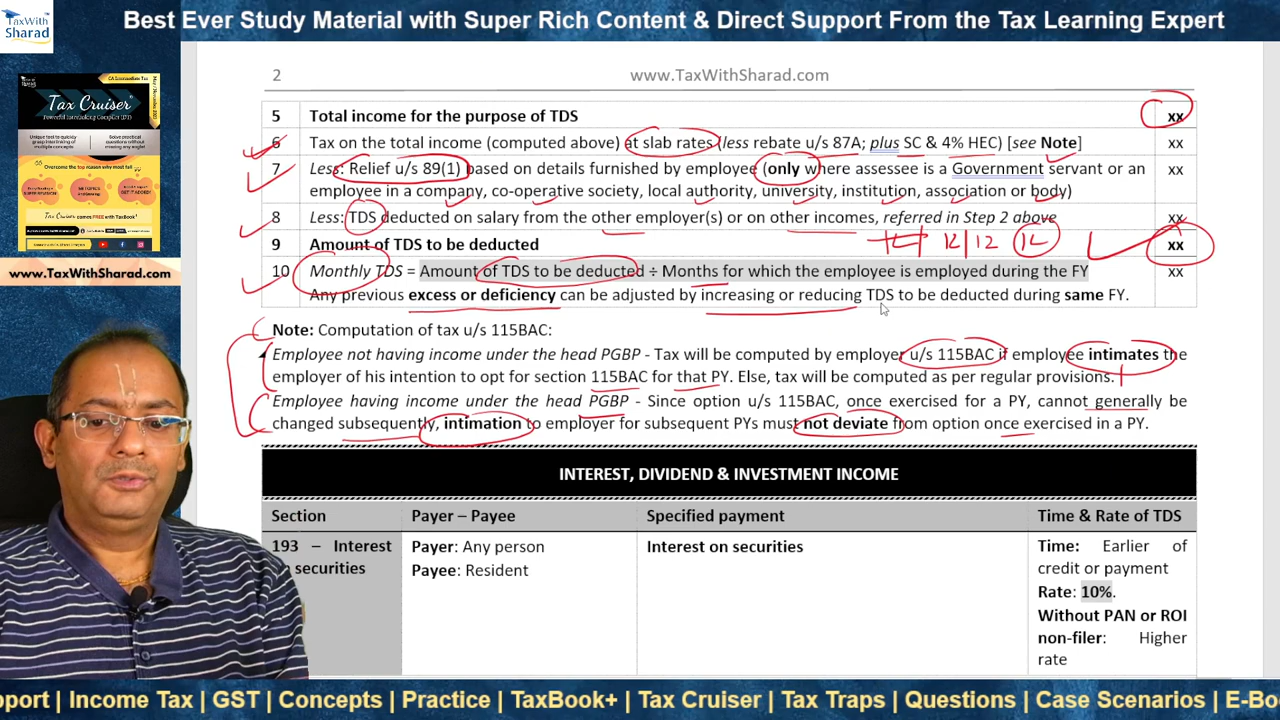 Best Ever Study Material with Super Rich Content & Direct Support From the Tax Learning Expert
TaxWith
Sharad
2
www.TaxWithSharad.com
5 Total income for the purpose of TDS xx
6 Tax on the total income (computed above) at slab rates (less rebate u/s 87A; plus SC & 4% HEC) [see Note] xx
7 Less: Relief u/s 89(1) based on details furnished by employee (only where assessee is a Government servant or an xx
employee in a company, co-operative society, local authority, university, institution, association or body)
8 Less: TDS deducted on salary from the other employer(s) or on other incomes, referred in Step 2 above xx
9 Amount of TDS to be deducted xx
12/12
12
10 Monthly TDS = Amount of TDS to be deducted ÷ Months for which the employee is employed during the FY xx
Any previous excess or deficiency can be adjusted by increasing or reducing TDS to be deducted during same FY.
Note: Computation of tax u/s 115BAC:
Employee not having income under the head PGBP - Tax will be computed by employer u/s 115BAC if employee intimates the
employer of his intention to opt for section 115BAC for that PY. Else, tax will be computed as per regular provisions.
Employee having income under the head PGBP - Since option u/s 115BAC, once exercised for a PY, cannot generally be
changed subsequently, intimation to employer for subsequent PYs must not deviate from option once exercised in a PY.
INTEREST, DIVIDEND & INVESTMENT INCOME
Section Payer – Payee Specified payment Time & Rate of TDS
193 – Interest Payer: Any person Interest on securities Time: Earlier of
securities Payee: Resident credit or payment
Rate: 10%.
Without PAN or ROI
non-filer: Higher
rate
Tax Cruiser
www.TaxWithSharad.com
pport | Income Tax | GST | Concepts | Practice | TaxBook+ | Tax Cruiser | Tax Traps | Questions | Case Scenarios | E-Bo